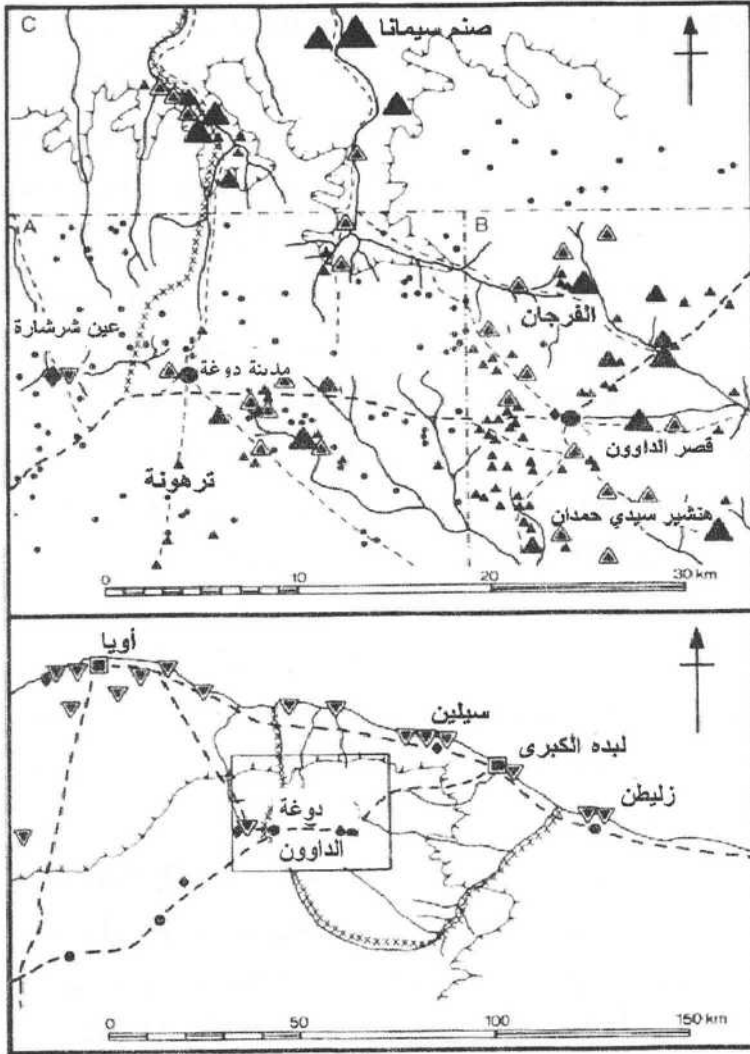 C
صنم سيمانا
A
B
عين شرشارة
القرجان
مدينة دوغة
قصر الداوون
ترهونة
هنشير سيدي حمدان
0 10 20 30 km
أويا
سيلين
لبده الكبرى
زليطن
دوغة
الداوون
0 50 100 150 km